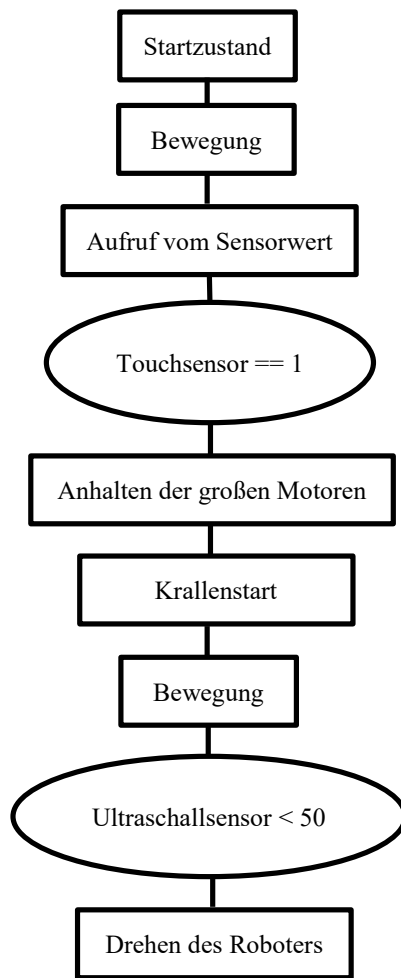 Startzustand
Bewegung
Aufruf vom Sensorwert
Touchsensor == 1
Anhalten der großen Motoren
Krallenstart
Bewegung
Ultraschallsensor < 50
Drehen des Roboters